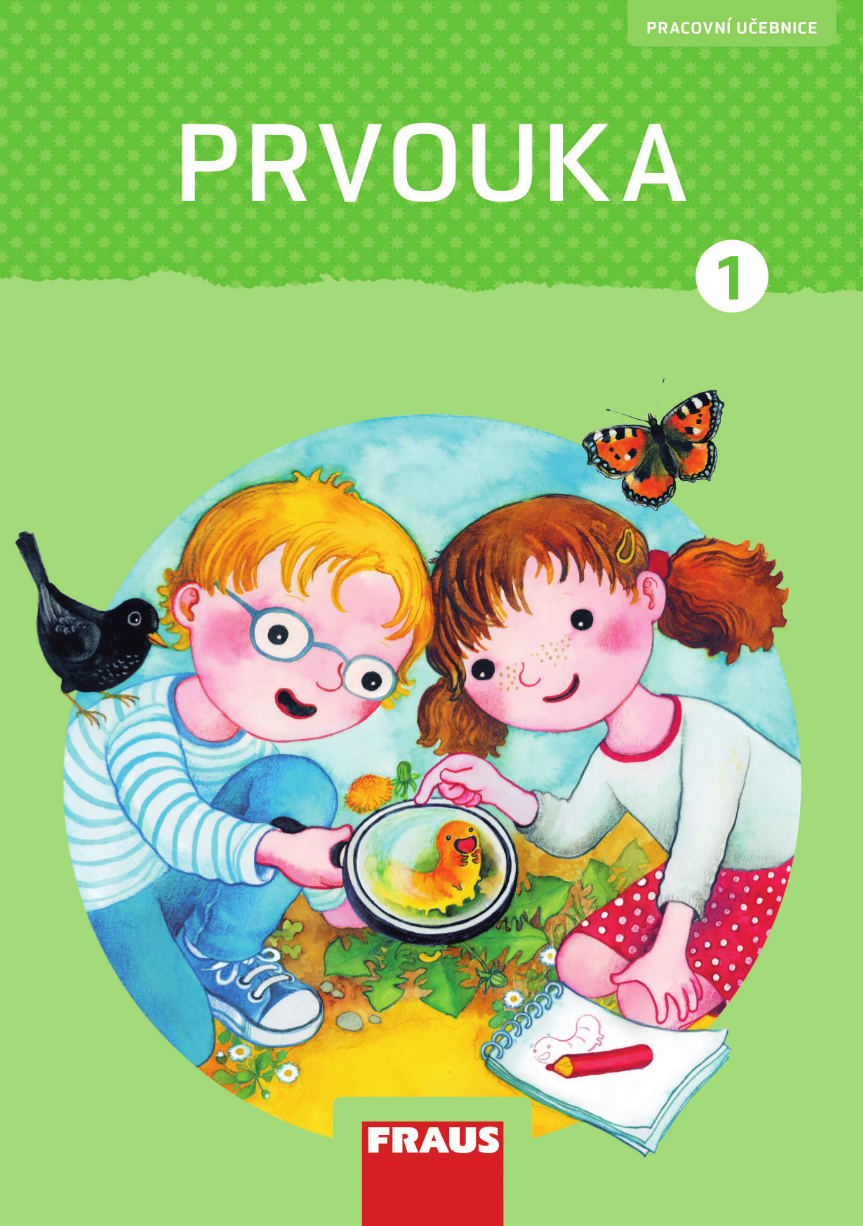 PRACOVNÍ UČEBNICE
PRVOUKA
1
FRAUS